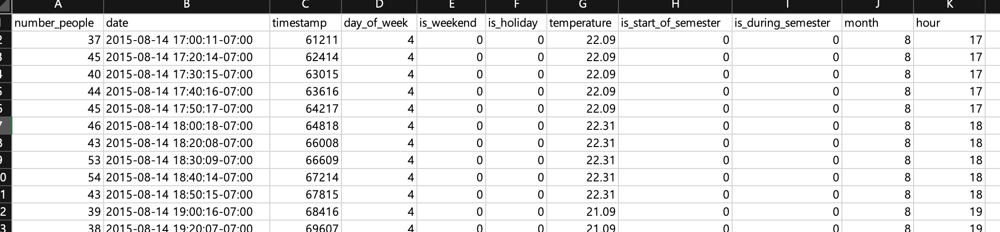 A B C D E F G H I J K
number_people date timestamp day_of_week is_weekend is_holiday temperature is_start_of_semester is_during_semester month hour
2 37 2015-08-14 17:00:11-07:00 61211 4 0 0 22.09 0 0 8 17
3 45 2015-08-14 17:20:14-07:00 62414 4 0 0 22.09 0 0 8 17
4 40 2015-08-14 17:30:15-07:00 63015 4 0 0 22.09 0 0 8 17
5 44 2015-08-14 17:40:16-07:00 63616 4 0 0 22.09 0 0 8 17
6 45 2015-08-14 17:50:17-07:00 64217 4 0 0 22.09 0 0 8 17
7 46 2015-08-14 18:00:18-07:00 64818 4 0 0 22.31 0 0 8 18
8 43 2015-08-14 18:20:08-07:00 66008 4 0 0 22.31 0 0 8 18
9 53 2015-08-14 18:30:09-07:00 66609 4 0 0 22.31 0 0 8 18
0 54 2015-08-14 18:40:14-07:00 67214 4 0 0 22.31 0 0 8 18
1 43 2015-08-14 18:50:15-07:00 67815 4 0 0 22.31 0 0 8 18
2 39 2015-08-14 19:00:16-07:00 68416 4 0 0 21.09 0 0 8 19
3 38 2015-08-14 19:20:07-07:00 69607 4 0 0 21.09 0 0 8 19